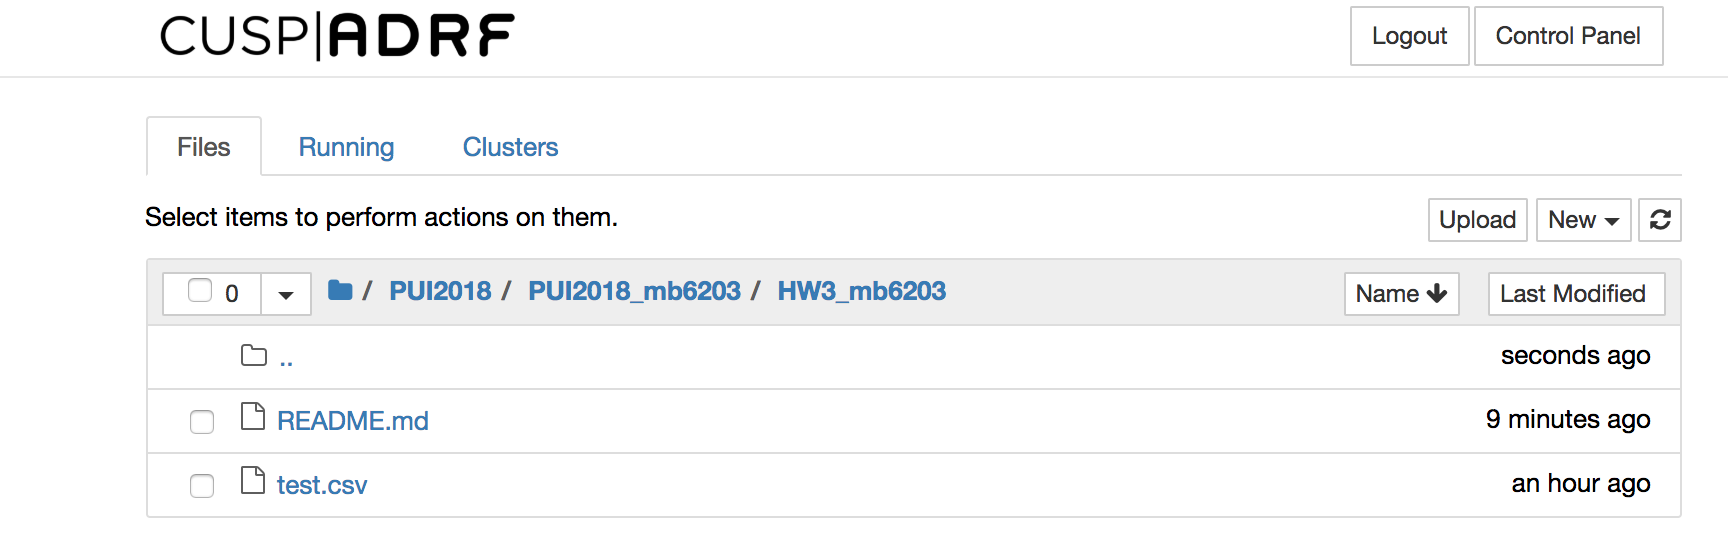 CUSP|ADRF
Logout
Control Panel
Files
Running
Clusters
Select items to perform actions on them.
Upload
New
0
/ PUI2018 / PUI2018_mb6203 / HW3_mb6203
Name
Last Modified
..
seconds ago
README.md
9 minutes ago
test.csv
an hour ago